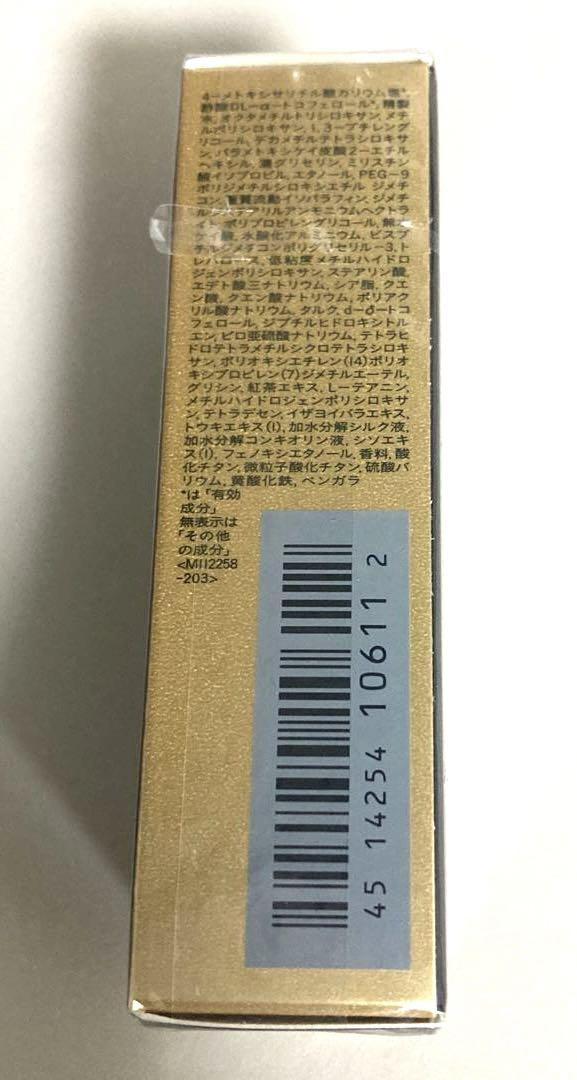 4-メトキシサリチル酸カリウム塩*,
酢酸DL-α-トコフェロール*, 精製
水, オクタメチルトリシロキサン, メチ
ルポリシロキサン, 1, 3-ブチレング
リコール, デカメチルテトラシロキサ
ン, パラメトキシケイ皮酸2-エチル
ヘキシル, 濃グリセリン, ミリスチン
酸イソプロピル, エタノール, PEG-9
ポリジメチルシロキシエチル ジメチ
コン, 重質流動イソパラフィン, ジメチ
ルジステアリルアンモニウムヘクトラ
イト, ポリプロピレングリコール, 無水
ケイ酸, 水酸化アルミニウム, ビスブ
チルジメチコンポリグリセリル-3, ト
レハロース, 低粘度メチルハイドロ
ジェンポリシロキサン, ステアリン酸,
エデト酸三ナトリウム, シア脂, クエ
ン酸, クエン酸ナトリウム, ポリアク
リル酸ナトリウム, タルク, d-δ-トコ
フェロール, ジブチルヒドロキシトル
エン, ピロ亜硫酸ナトリウム, テトラヒ
ドロテトラメチルシクロテトラシロキ
サン, ポリオキシエチレン(14)ポリオ
キシプロピレン(7)ジメチルエーテル,
グリシン, 紅茶エキス, L-テアニン,
メチルハイドロジェンポリシロキサ
ン, テトラデセン, イザヨイバラエキス,
トウキエキス(1), 加水分解シルク液,
加水分解コンキオリン液, シソエキ
ス(1), フェノキシエタノール, 香料, 酸
化チタン, 微粒子酸化チタン, 硫酸バ
リウム, 黄酸化鉄, ベンガラ
*は「有効
成分」
無表示は
「その他
の成分」
<M112258
-203>
45 14254 10611 2